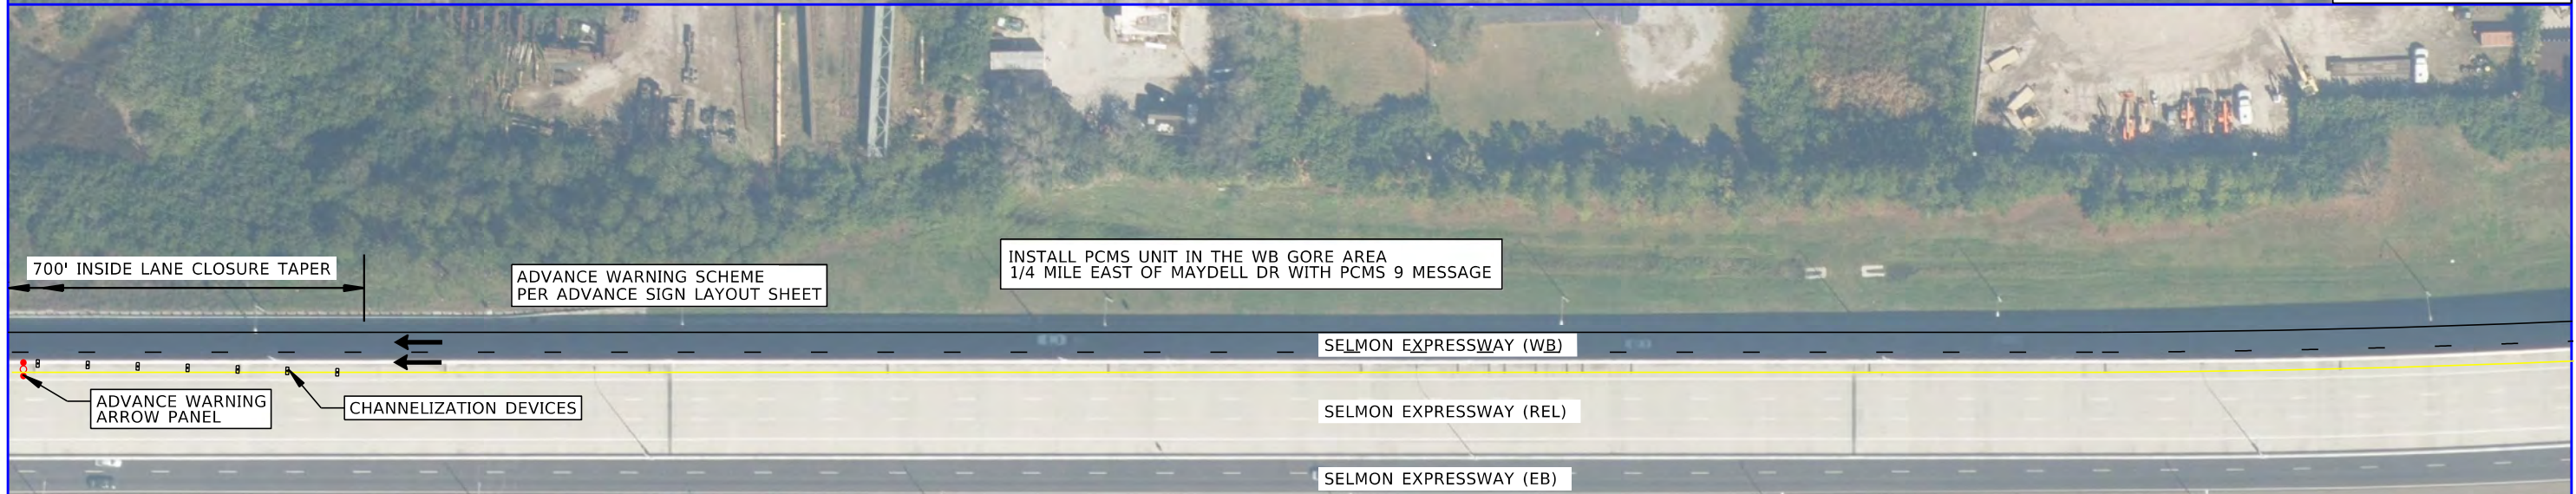 INSTALL PCMS UNIT IN THE WB GORE AREA
1/4 MILE EAST OF MAYDELL DR WITH PCMS 9 MESSAGE
700' INSIDE LANE CLOSURE TAPER
ADVANCE WARNING SCHEME
PER ADVANCE SIGN LAYOUT SHEET
SELMON EXPRESSWAY (WB)
ADVANCE WARNING
ARROW PANEL
CHANNELIZATION DEVICES
SELMON EXPRESSWAY (REL)
SELMON EXPRESSWAY (EB)